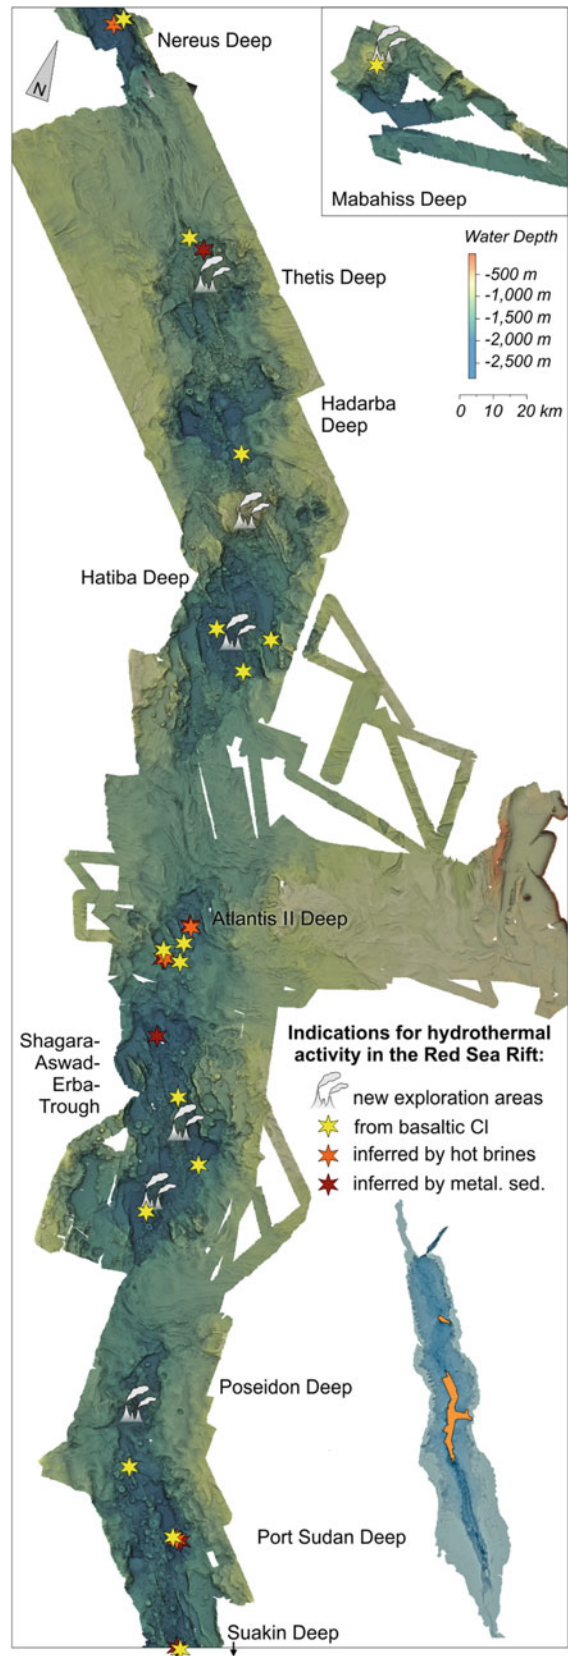 Nereus Deep
N
Mabahiss Deep
Water Depth
-500 m
-1,000 m
-1,500 m
-2,000 m
-2,500 m
0 10 20 km
Thetis Deep
Hadarba
Deep
Hatiba Deep
Atlantis II Deep
Shagara-
Aswad-
Erba-
Trough
Indications for hydrothermal
activity in the Red Sea Rift:
new exploration areas
from basaltic Cl
inferred by hot brines
inferred by metal. sed.
Poseidon Deep
Port Sudan Deep
Suakin Deep